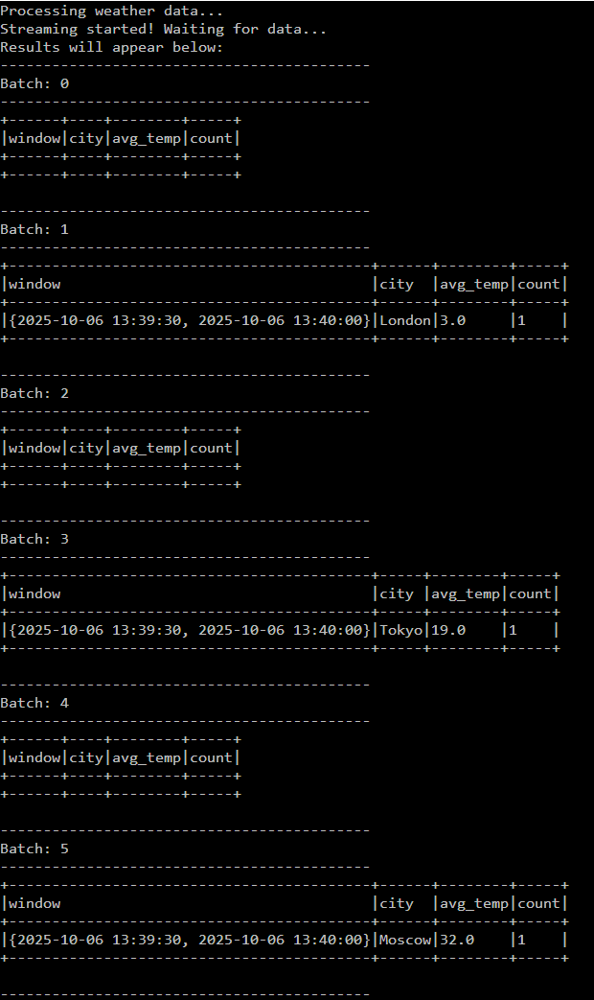 Processing weather data...
Streaming started! Waiting for data...
Results will appear below:
-------------------------------------------
Batch: 0
-------------------------------------------
+------+----+--------+-----+
|window|city|avg_temp|count|
+------+----+--------+-----+
+------+----+--------+-----+

-------------------------------------------
Batch: 1
-------------------------------------------
+------------------------------------------+------+--------+-----+
|window                                    |city  |avg_temp|count|
+------------------------------------------+------+--------+-----+
|{2025-10-06 13:39:30, 2025-10-06 13:40:00}|London|3.0     |1    |
+------------------------------------------+------+--------+-----+

-------------------------------------------
Batch: 2
-------------------------------------------
+------+----+--------+-----+
|window|city|avg_temp|count|
+------+----+--------+-----+
+------+----+--------+-----+

-------------------------------------------
Batch: 3
-------------------------------------------
+------------------------------------------+-----+--------+-----+
|window                                    |city |avg_temp|count|
+------------------------------------------+-----+--------+-----+
|{2025-10-06 13:39:30, 2025-10-06 13:40:00}|Tokyo|19.0    |1    |
+------------------------------------------+-----+--------+-----+

-------------------------------------------
Batch: 4
-------------------------------------------
+------+----+--------+-----+
|window|city|avg_temp|count|
+------+----+--------+-----+
+------+----+--------+-----+

-------------------------------------------
Batch: 5
-------------------------------------------
+------------------------------------------+------+--------+-----+
|window                                    |city  |avg_temp|count|
+------------------------------------------+------+--------+-----+
|{2025-10-06 13:39:30, 2025-10-06 13:40:00}|Moscow|32.0    |1    |
+------------------------------------------+------+--------+-----+

-------------------------------------------